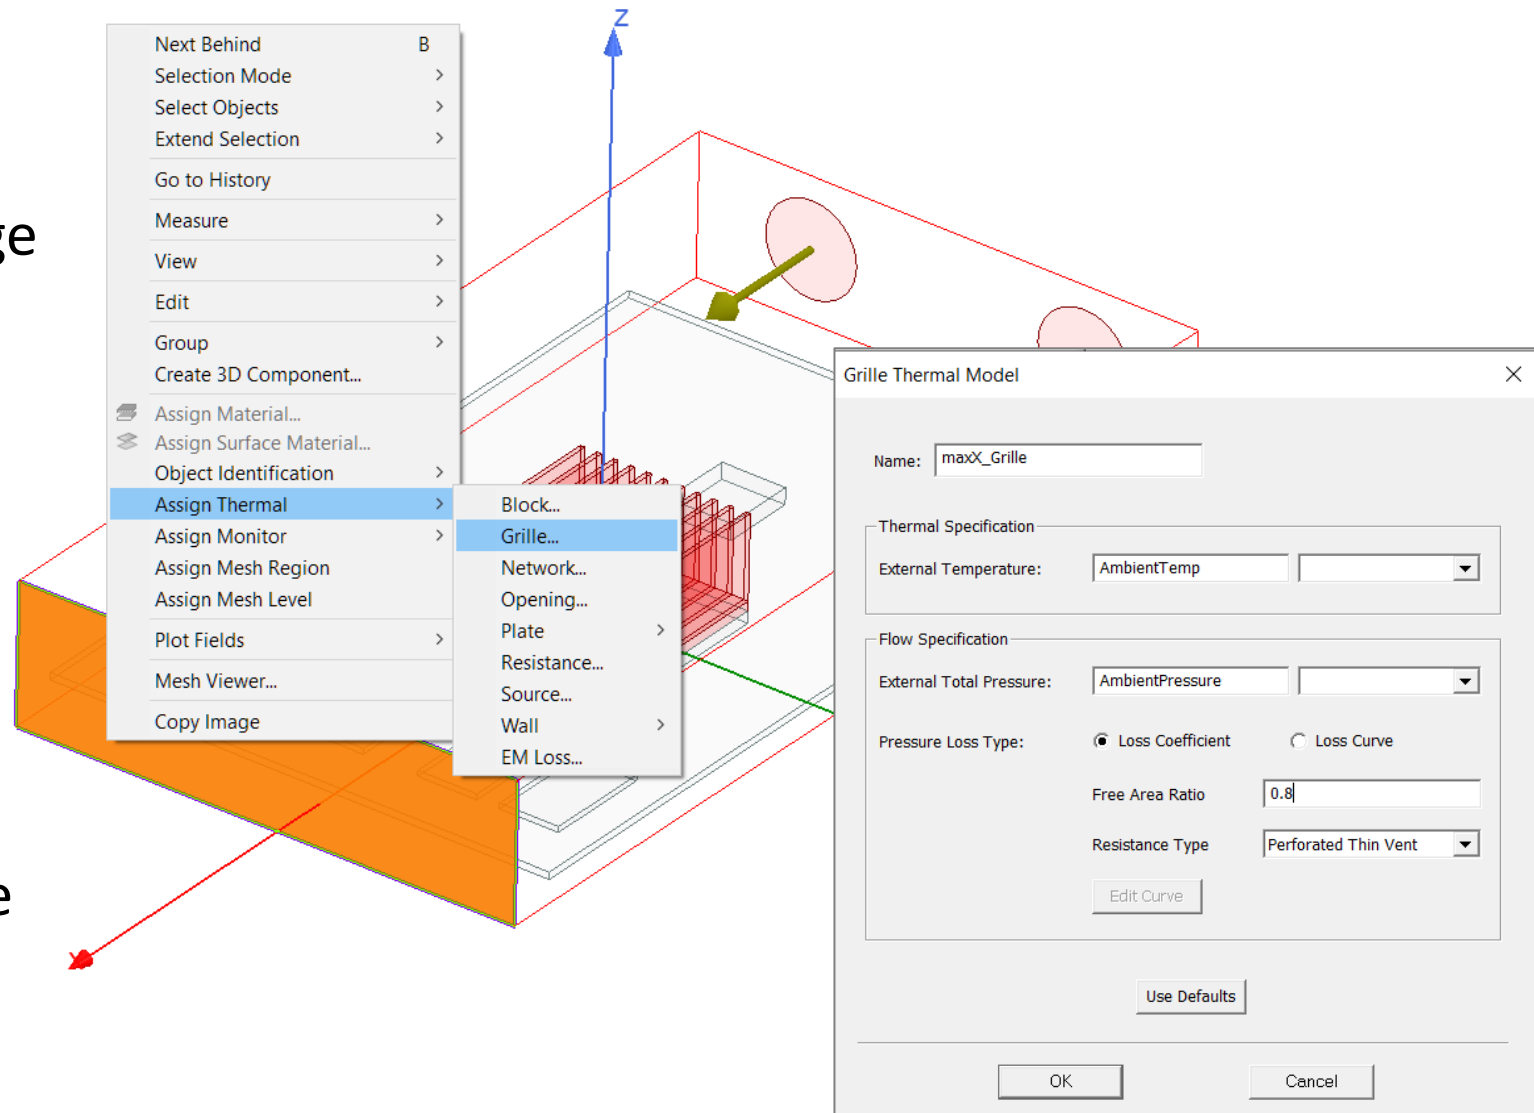 Next Behind B
Selection Mode
Select Objects
Extend Selection
Go to History
Measure
View
Edit
Group
Create 3D Component...
Assign Material...
Assign Surface Material...
Object Identification
Assign Thermal
Assign Monitor
Assign Mesh Region
Assign Mesh Level
Plot Fields
Mesh Viewer...
Copy Image
Block...
Grille...
Network...
Opening...
Plate
Resistance...
Source...
Wall
EM Loss...
Z
ge
e
Grille Thermal Model
Name: maxX_Grille
Thermal Specification
External Temperature: AmbientTemp
Flow Specification
External Total Pressure: AmbientPressure
Pressure Loss Type: Loss Coefficient Loss Curve
Free Area Ratio 0.8
Resistance Type Perforated Thin Vent
Edit Curve
Use Defaults
OK Cancel